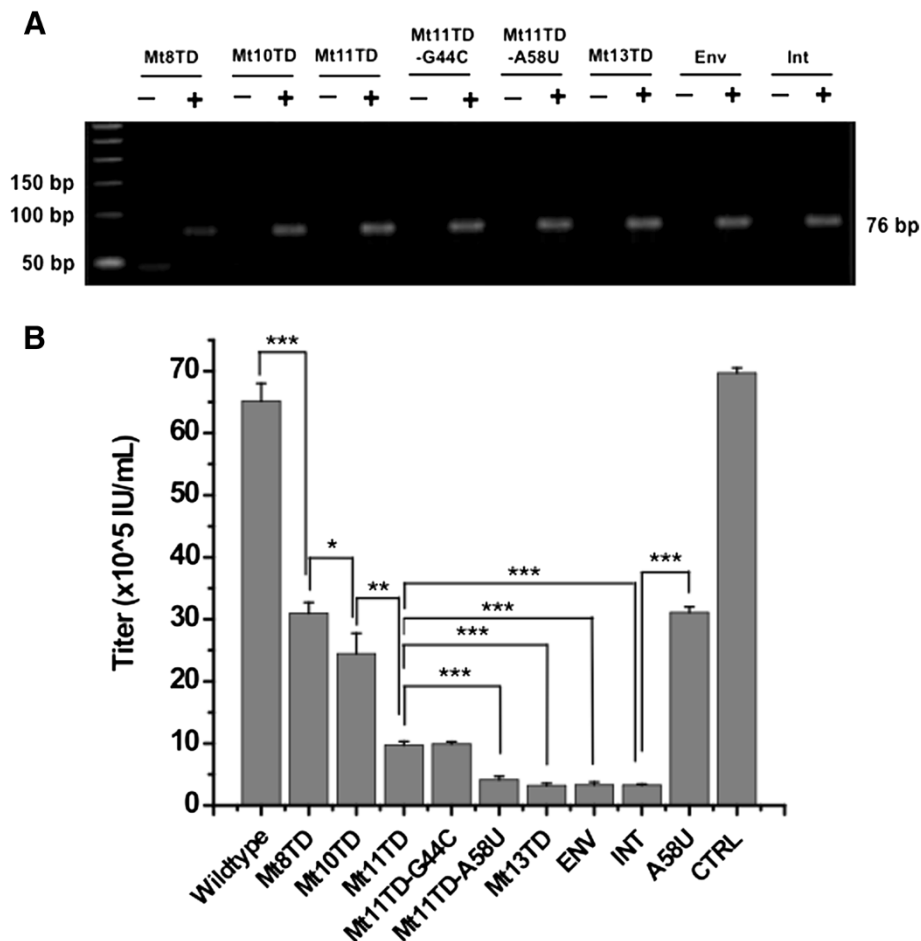 A
Mt8TD Mt10TD Mt11TD Mt11TD -G44C Mt11TD -A58U Mt13TD Env Int
− + − + − + − + − + − + − + − +
150 bp
100 bp
76 bp
50 bp
B
Titer (x10^5 IU/mL)
70
60
50
40
30
20
10
0
***
*
**
***
***
***
***
***
Wildtype
Mt8TD
Mt10TD
Mt11TD
Mt11TD-G44C
Mt11TD-A58U
Mt13TD
ENV
INT
A58U
CTRL